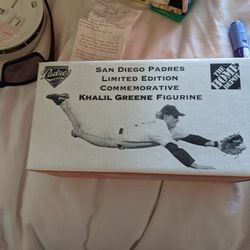 Padres
SAN DIEGO PADRES
LIMITED EDITION
COMMEMORATIVE
KHALIL GREENE FIGURINE
THE
HOME
DEPOT